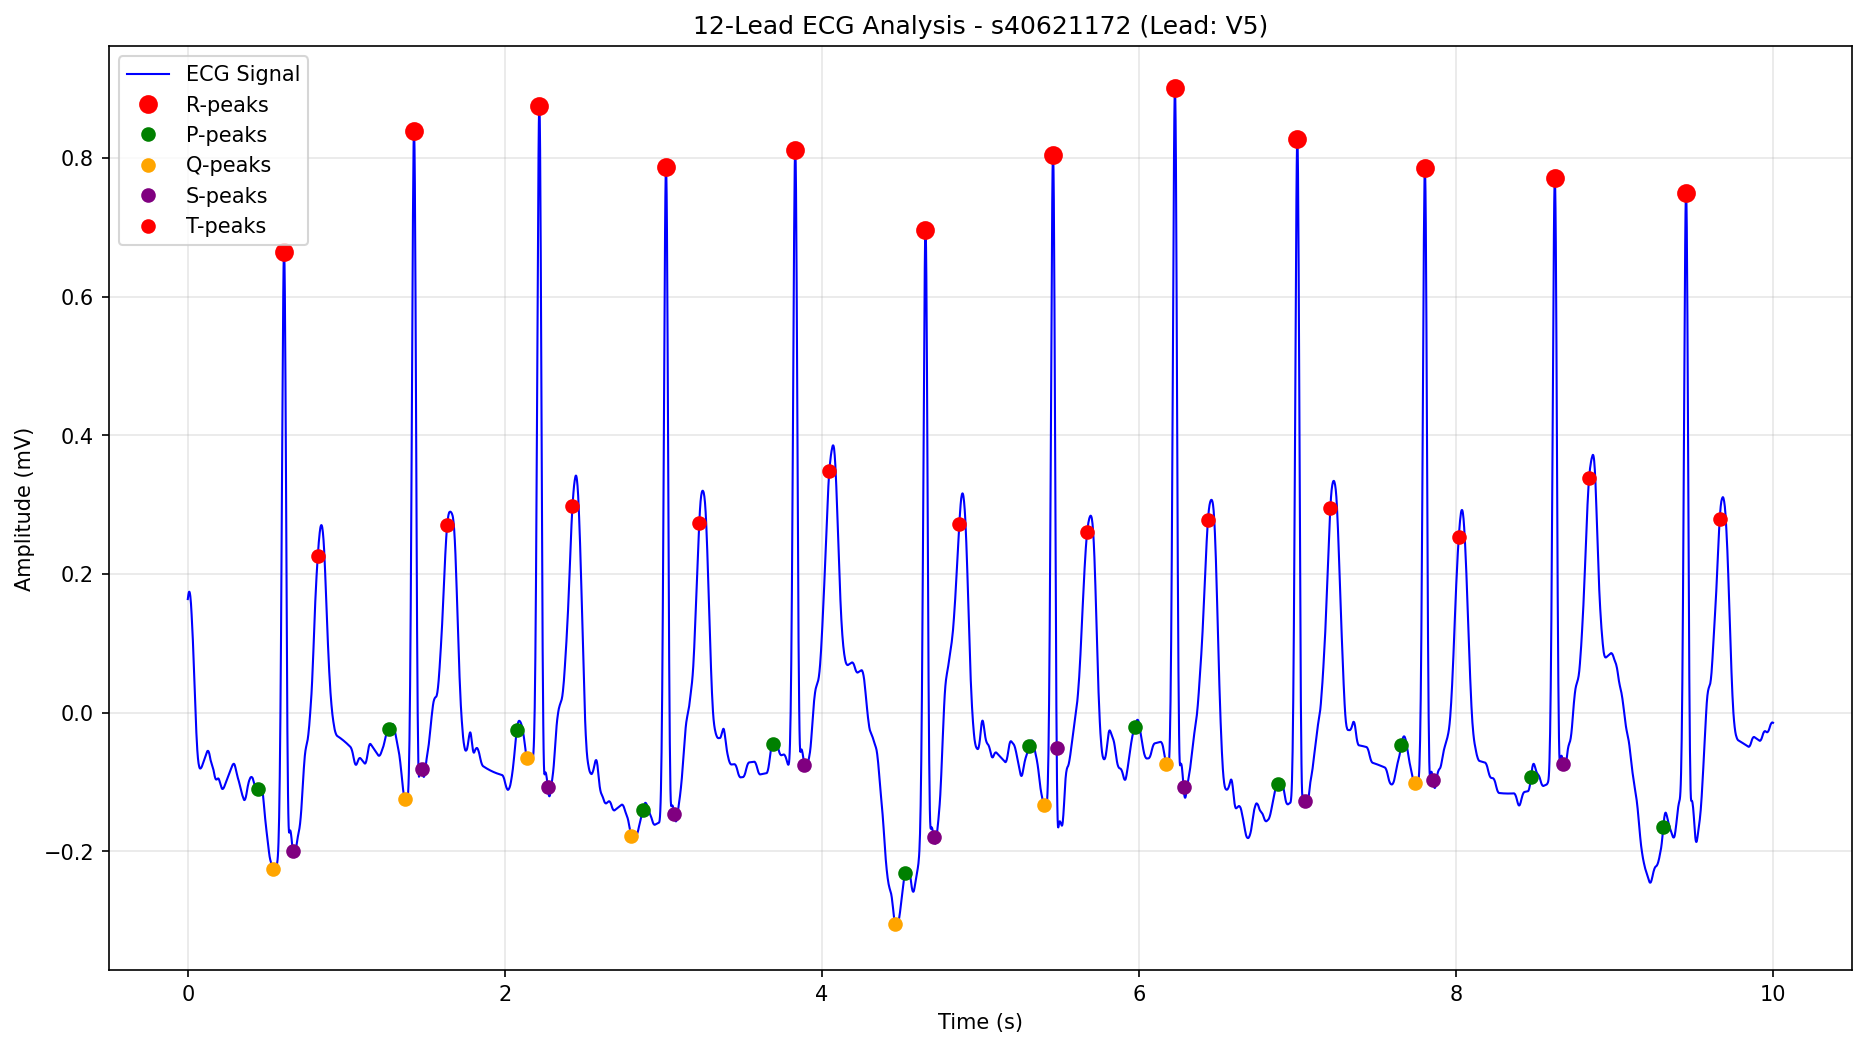 12-Lead ECG Analysis - s40621172 (Lead: V5)
ECG Signal
R-peaks
P-peaks
Q-peaks
S-peaks
T-peaks
Amplitude (mV)
0.8
0.6
0.4
0.2
0.0
−0.2
0 2 4 6 8 10
Time (s)